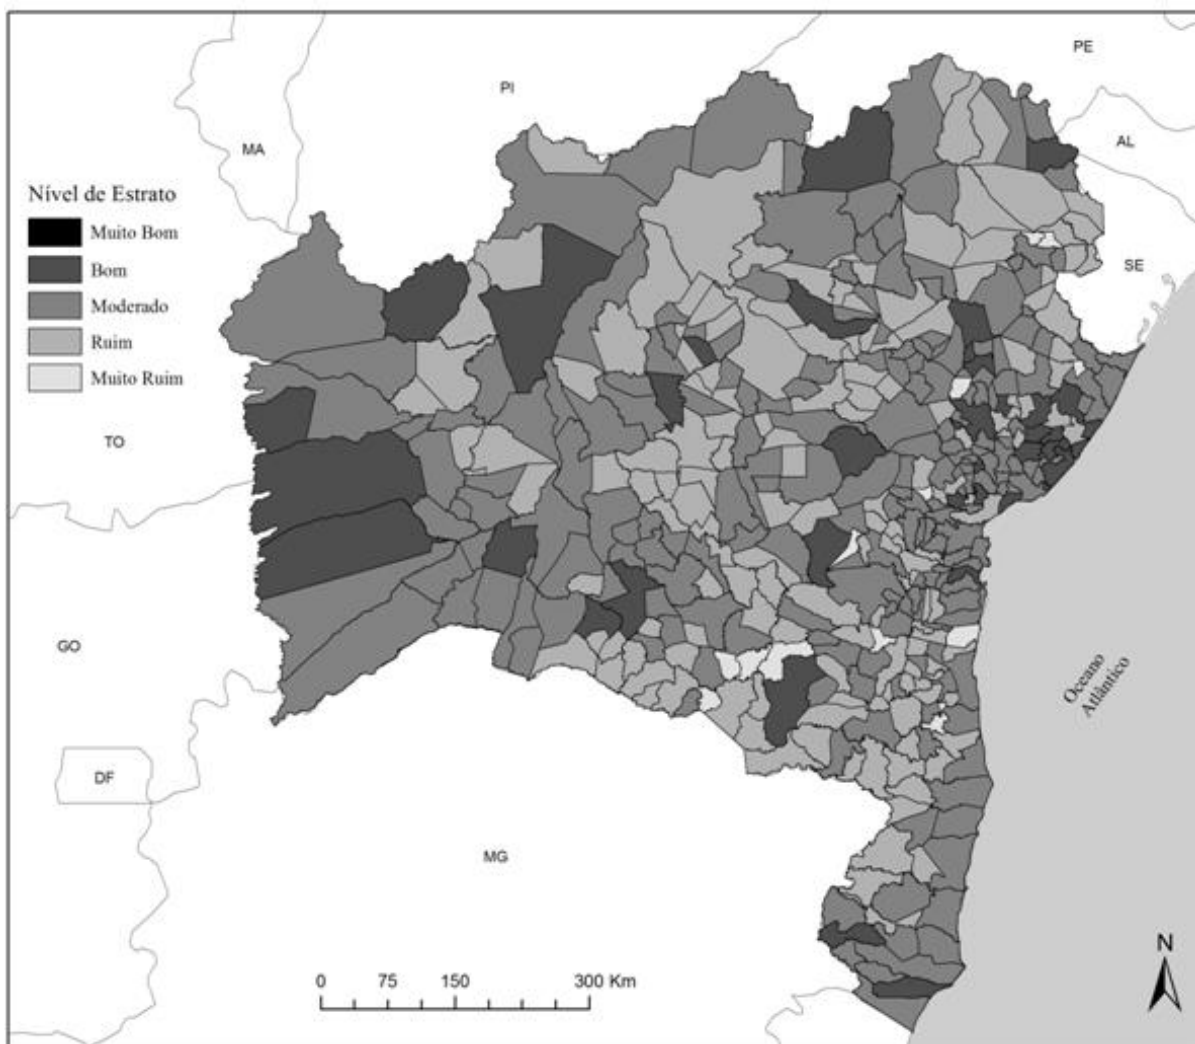 PE
PI
AL
MA
Nível de Estrato
Muito Bom
Bom
Moderado
Ruim
Muito Ruim
SE
TO
GO
Oceano
Atlântico
DF
MG
N
0 75 150 300 Km